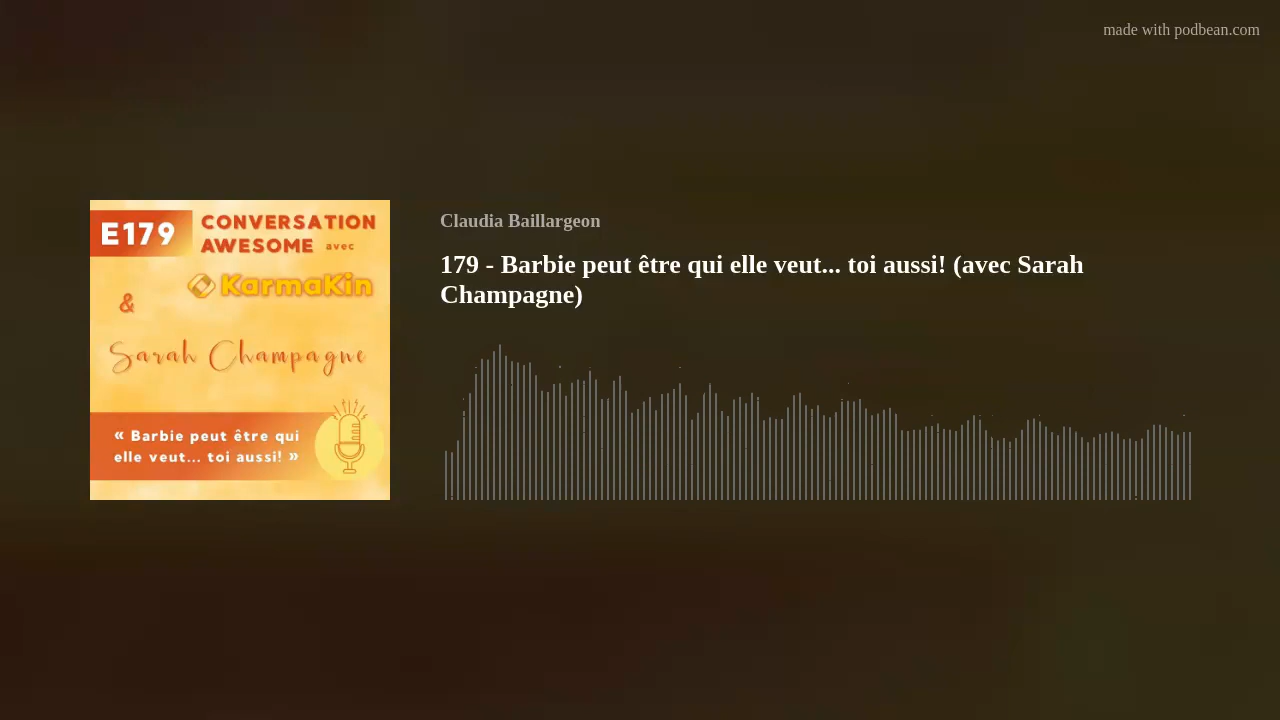 made with podbean.com
E179
CONVERSATION
AWESOME avec
KarmaKin
&
Sarah Champagne
« Barbie peut être qui
elle veut... toi aussi! »
Claudia Baillargeon
179 - Barbie peut être qui elle veut... toi aussi! (avec Sarah
Champagne)